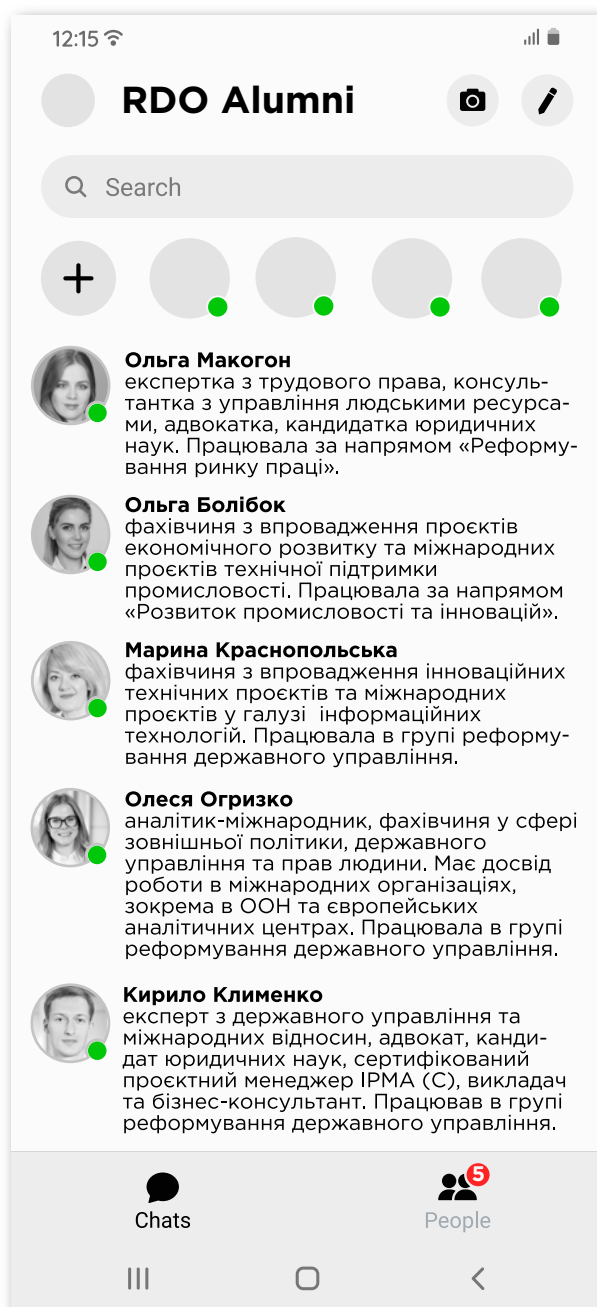 12:15
RDO Alumni
Search
Ольга Макогон
експертка з трудового права, консуль-
тантка з управління людськими ресурса-
ми, адвокатка, кандидатка юридичних
наук. Працювала за напрямом «Реформу-
вання ринку праці».
Ольга Болібок
фахівчиня з впровадження проєктів
економічного розвитку та міжнародних
проєктів технічної підтримки
промисловості. Працювала за напрямом
«Розвиток промисловості та інновацій».
Марина Краснопольська
фахівчиня з впровадження інноваційних
технічних проєктів та міжнародних
проєктів у галузі  інформаційних
технологій. Працювала в групі реформу-
вання державного управління.
Олеся Огризко
аналітик-міжнародник, фахівчиня у сфері
зовнішньої політики, державного
управління та прав людини. Має досвід
роботи в міжнародних організаціях,
зокрема в ООН та європейських
аналітичних центрах. Працювала в групі
реформування державного управління.
Кирило Клименко
експерт з державного управління та
міжнародних відносин, адвокат, канди-
дат юридичних наук, сертифікований
проєктний менеджер IPMA (C), викладач
та бізнес-консультант. Працював в групі
реформування державного управління.
5
Chats
People